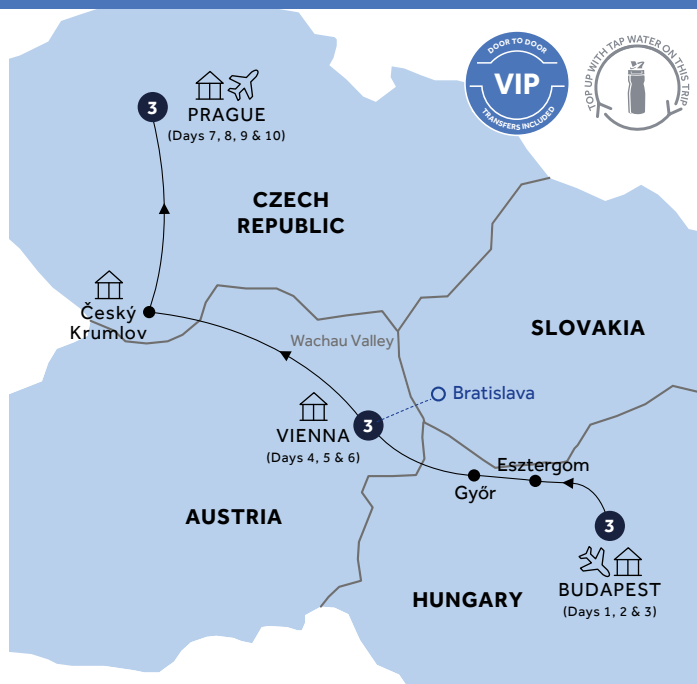 DOOR TO DOOR
VIP
TRANSFERS INCLUDED
TOP UP WITH TAP WATER ON THIS TRIP
3
PRAGUE
(Days 7, 8, 9 & 10)
CZECH
REPUBLIC
Český
Krumlov
Wachau Valley
SLOVAKIA
Bratislava
3
VIENNA
(Days 4, 5 & 6)
Esztergom
Győr
AUSTRIA
3
BUDAPEST
(Days 1, 2 & 3)
HUNGARY